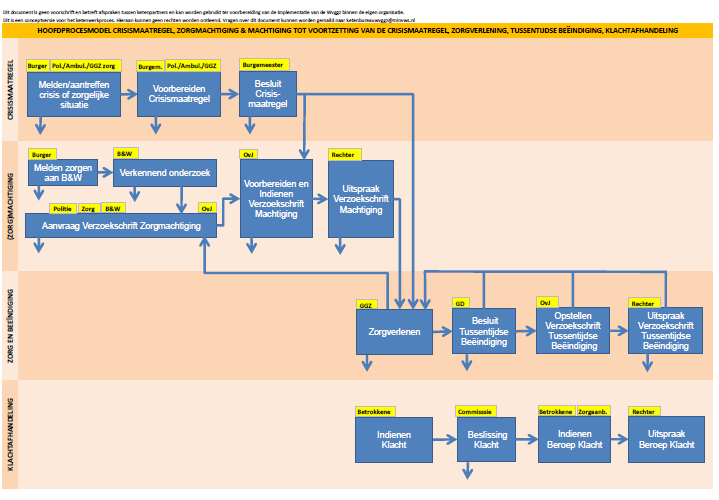 Dit document is geen voorschrift en betreft afspraken tussen ketenpartners en kan worden gebruikt ter voorbereiding van de implementatie van de Wvggz binnen de eigen organisatie.
Dit is een conceptversie voor het ketenwerkproces. Hieraan kunnen geen rechten worden ontleend. Vragen over dit document kunnen worden gemaild naar ketenbureauwvggz@minvws.nl
HOOFDPROCESMODEL CRISISMAATREGEL, ZORGMACHTIGING & MACHTIGING TOT VOORTZETTING VAN DE CRISISMAATREGEL, ZORGVERLENING, TUSSENTIJDSE BEËINDIGING, KLACHTAFHANDELING
CRISISMAATREGEL
Burger Pol./Ambul./GGZ zorg
Melden/aantreffen
crisis of zorgelijke
situatie
Burgem. Pol./Ambul./GGZ
Voorbereiden
Crisismaatregel
Burgemeester
Besluit
Crisis-
maatregel
(ZORG)MACHTIGING
Burger
Melden zorgen
aan B&W
B&W
Verkennend onderzoek
Politie Zorg B&W OvJ
Aanvraag Verzoekschrift Zorgmachtiging
OvJ
Voorbereiden en
Indienen
Verzoekschrift
Machtiging
Rechter
Uitspraak
Verzoekschrift
Machtiging
ZORG EN BEËINDIGING
GGZ
Zorgverlenen
GD
Besluit
Tussentijdse
Beëindiging
OvJ
Opstellen
Verzoekschrift
Tussentijdse
Beëindiging
Rechter
Uitspraak
Verzoekschrift
Tussentijdse
Beëindiging
KLACHTAFHANDELING
Betrokkene
Indienen
Klacht
Commissie
Beslissing
Klacht
Betrokkene Zorgaanb.
Indienen
Beroep Klacht
Rechter
Uitspraak
Beroep Klacht